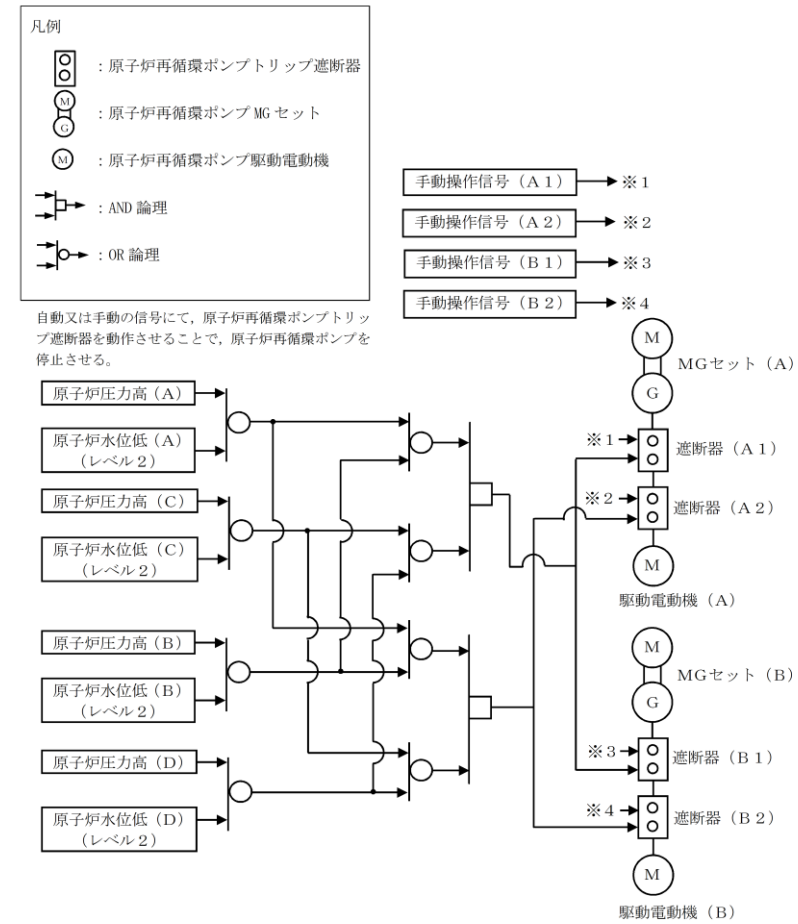 凡例
：原子炉再循環ポンプトリップ遮断器
M
G
：原子炉再循環ポンプ MG セット
M
：原子炉再循環ポンプ駆動電動機
：AND 論理
：OR 論理
自動又は手動の信号にて，原子炉再循環ポンプトリッ
プ遮断器を動作させることで，原子炉再循環ポンプを
停止させる。
手動操作信号（Ａ１）
※１
手動操作信号（Ａ２）
※２
手動操作信号（Ｂ１）
※３
手動操作信号（Ｂ２）
※４
原子炉圧力高（Ａ）
原子炉水位低（Ａ）
（レベル２）
原子炉圧力高（Ｃ）
原子炉水位低（Ｃ）
（レベル２）
原子炉圧力高（Ｂ）
原子炉水位低（Ｂ）
（レベル２）
原子炉圧力高（Ｄ）
原子炉水位低（Ｄ）
（レベル２）
M
MGセット（Ａ）
G
※１
遮断器（Ａ１）
※２
遮断器（Ａ２）
M
駆動電動機（Ａ）
M
MGセット（Ｂ）
G
※３
遮断器（Ｂ１）
※４
遮断器（Ｂ２）
M
駆動電動機（Ｂ）